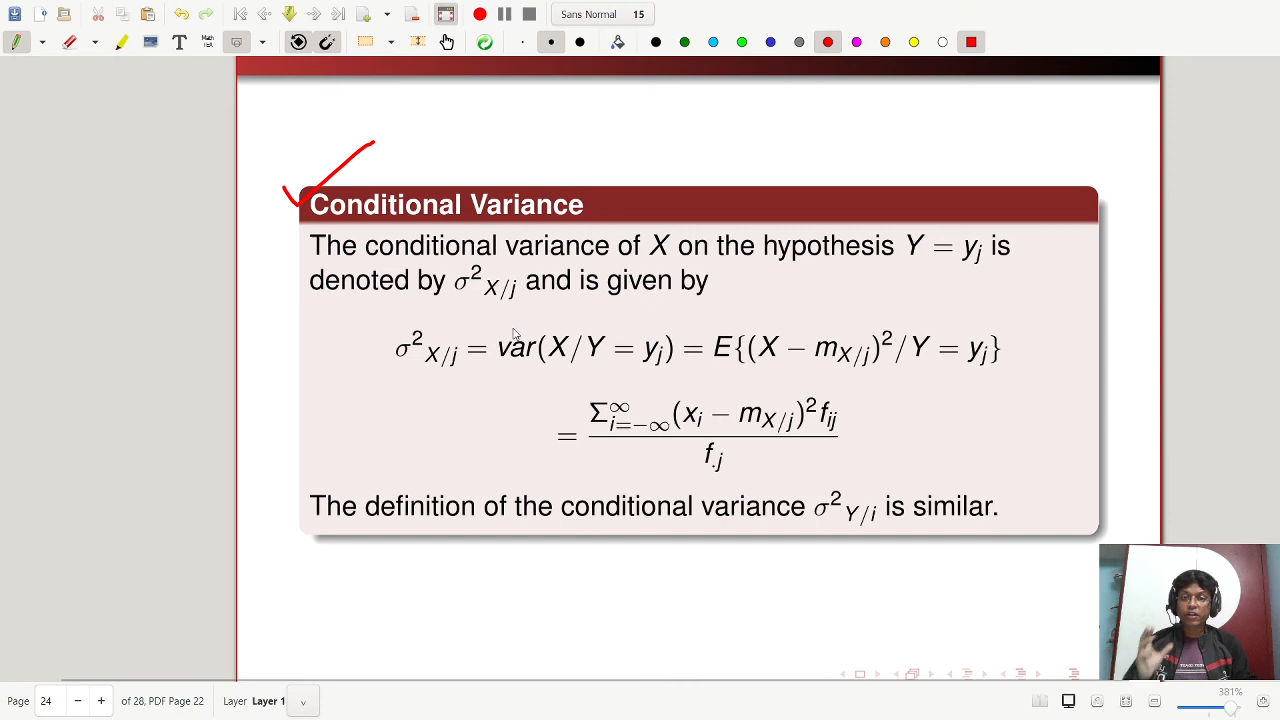 Sans Normal 15
Conditional Variance
The conditional variance of X on the hypothesis Y = y_j is
denoted by σ²_{X/j} and is given by
σ²_{X/j} = var(X/Y = y_j) = E{(X − m_{X/j})²/Y = y_j}
= \frac{Σ_{i=−∞}^{∞} (x_i − m_{X/j})² f_{ij}}{f_{.j}}
The definition of the conditional variance σ²_{Y/i} is similar.
381%
Page 24 − + of 28, PDF Page 22 Layer Layer 1